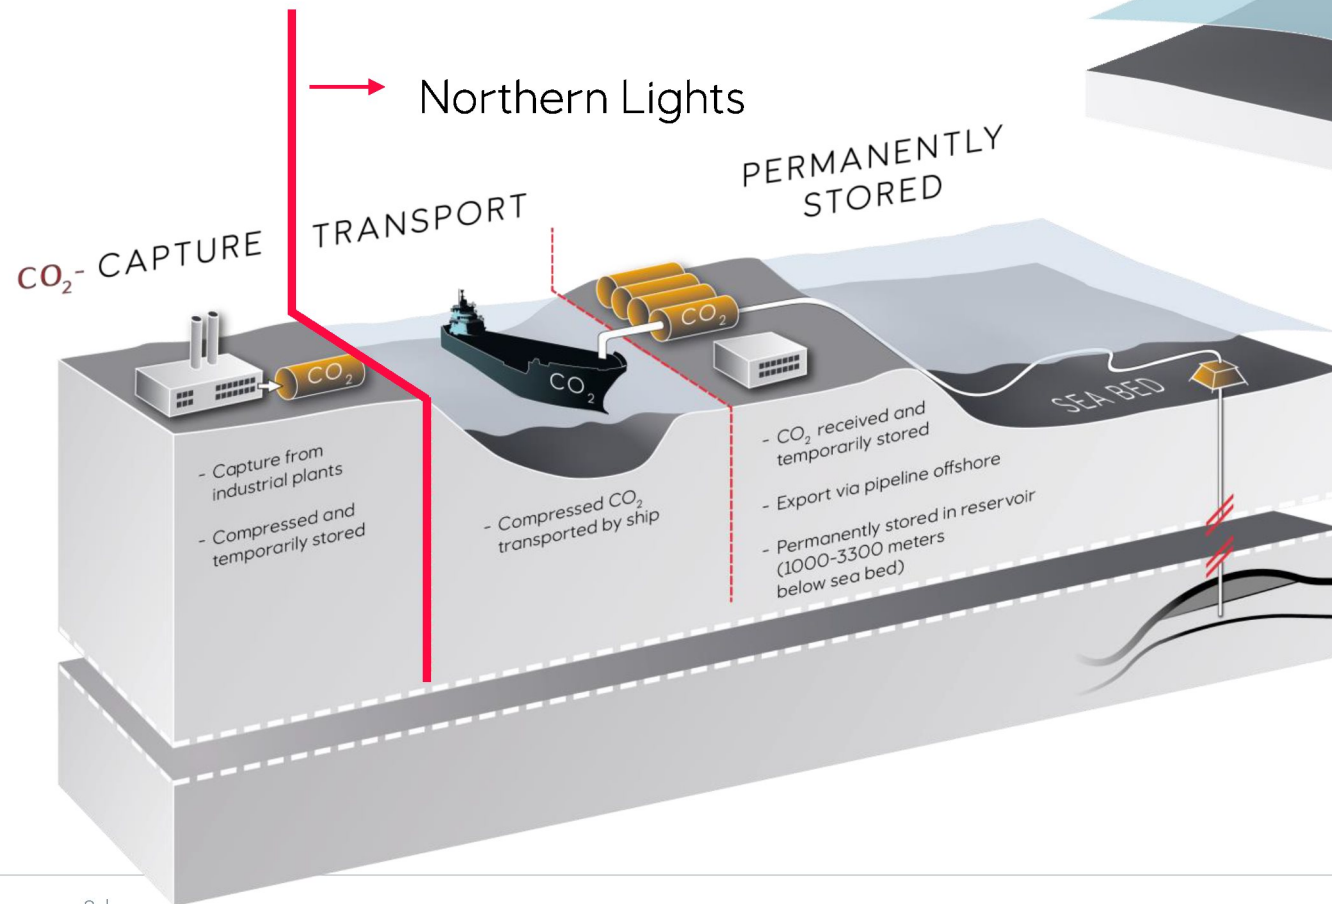 Northern Lights
PERMANENTLY
STORED
TRANSPORT
CO₂- CAPTURE
CO₂
CO₂
CO₂
SEA BED
- Capture from
industrial plants
- Compressed and
temporarily stored
- Compressed CO₂
transported by ship
- CO₂ received and
temporarily stored
- Export via pipeline offshore
- Permanently stored in reservoir
(1000-3300 meters
below sea bed)